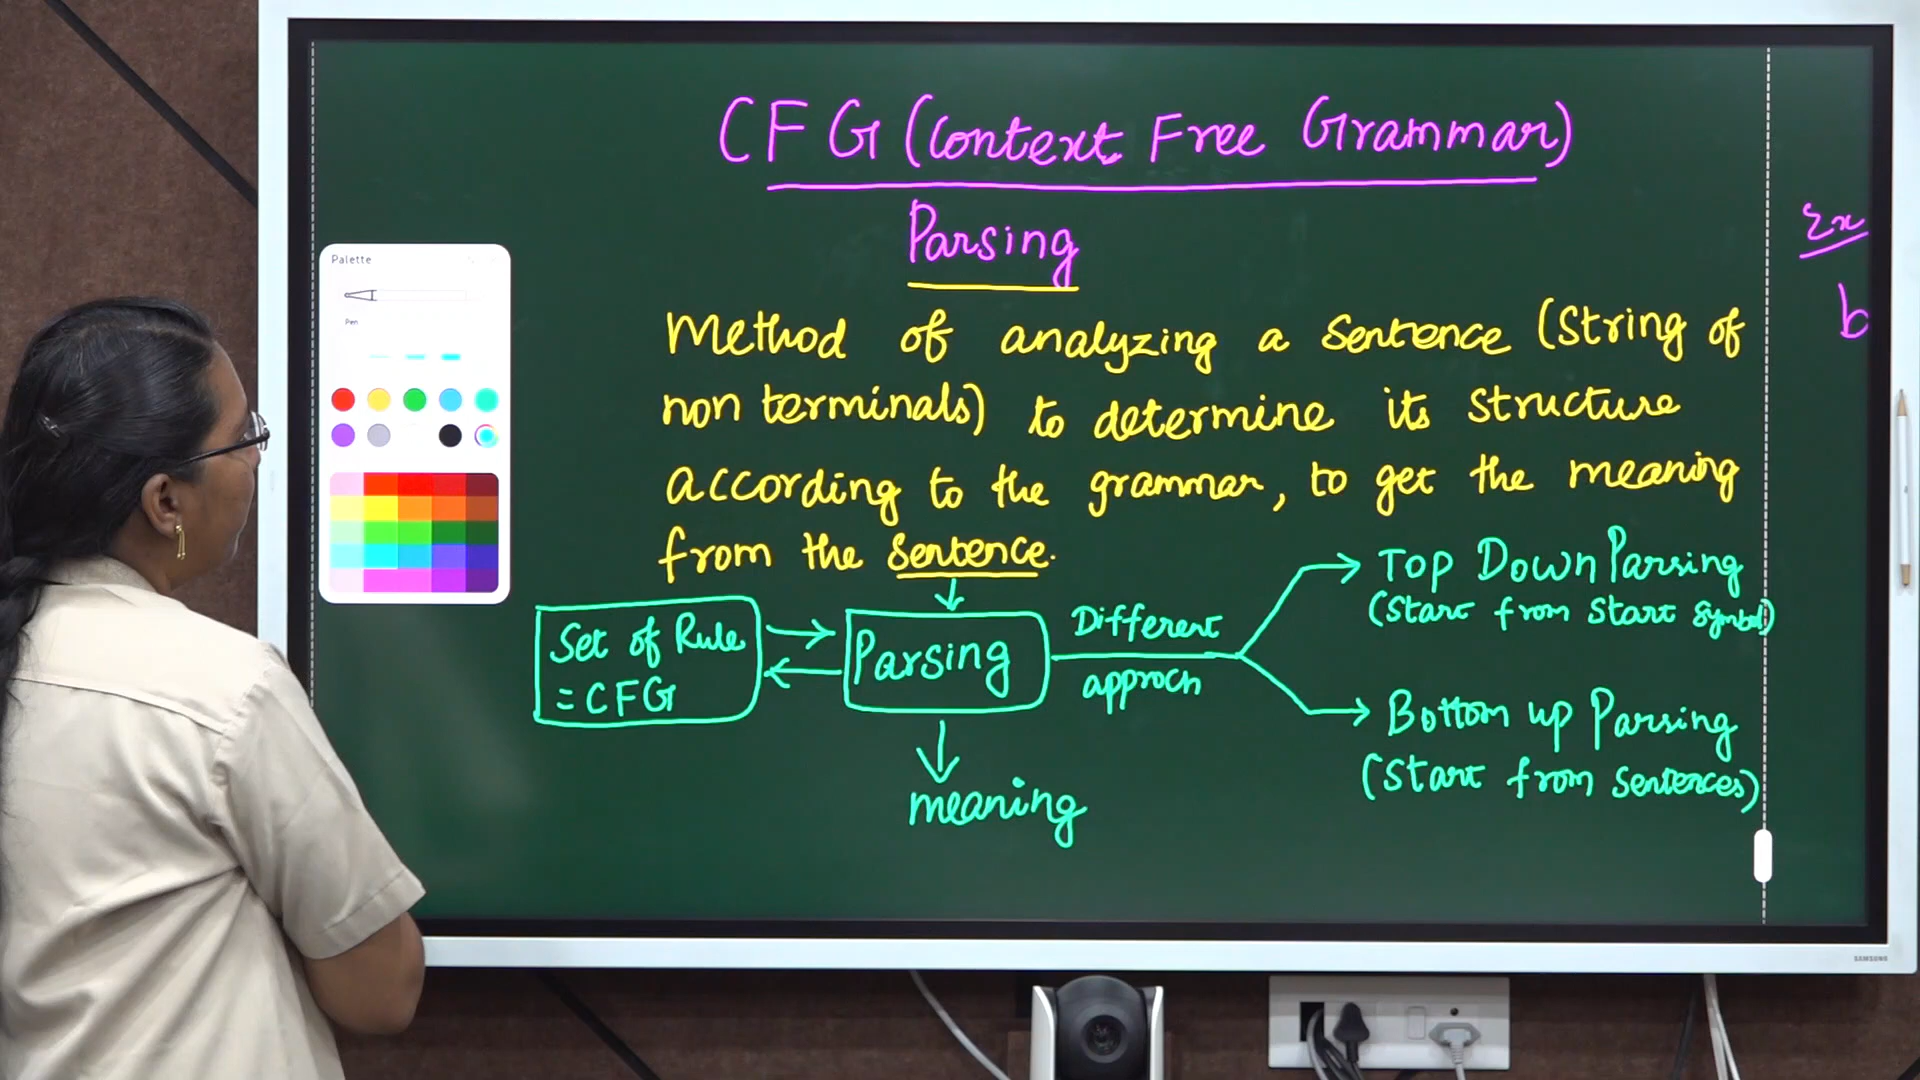 CFG (Context Free Grammar)
Parsing
Ex
b
Palette
Pen
Method of analyzing a sentence (String of
non terminals) to determine its structure
according to the grammar, to get the meaning
from the sentence.
Set of Rule
= CFG
Parsing
Different
approch
Top Down Parsing
(Start from Start Symbol)
Bottom up Parsing
(Start from sentences)
meaning
SAMSUNG